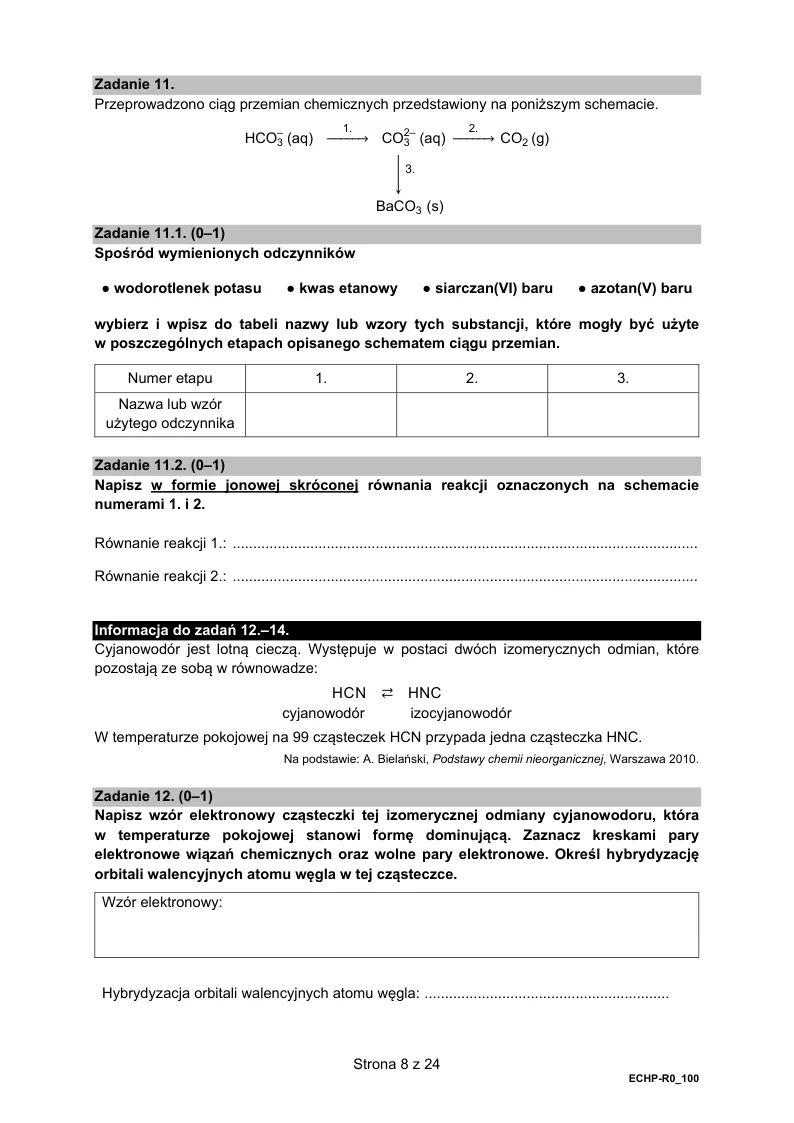 Zadanie 11.
Przeprowadzono ciąg przemian chemicznych przedstawiony na poniższym schemacie.
HCO₃⁻ (aq) —1.→ CO₃²⁻ (aq) —2.→ CO₂ (g)
↓ 3.
BaCO₃ (s)
Zadanie 11.1. (0–1)
Spośród wymienionych odczynników
● wodorotlenek potasu ● kwas etanowy ● siarczan(VI) baru ● azotan(V) baru
wybierz i wpisz do tabeli nazwy lub wzory tych substancji, które mogły być użyte
w poszczególnych etapach opisanego schematem ciągu przemian.
Numer etapu 1. 2. 3.
Nazwa lub wzór
użytego odczynnika
Zadanie 11.2. (0–1)
Napisz w formie jonowej skróconej równania reakcji oznaczonych na schemacie
numerami 1. i 2.
Równanie reakcji 1.: ..................................................................................................................
Równanie reakcji 2.: ..................................................................................................................
Informacja do zadań 12.–14.
Cyjanowodór jest lotną cieczą. Występuje w postaci dwóch izomerycznych odmian, które
pozostają ze sobą w równowadze:
HCN ⇄ HNC
cyjanowodór izocyjanowodór
W temperaturze pokojowej na 99 cząsteczek HCN przypada jedna cząsteczka HNC.
Na podstawie: A. Bielański, Podstawy chemii nieorganicznej, Warszawa 2010.
Zadanie 12. (0–1)
Napisz wzór elektronowy cząsteczki tej izomerycznej odmiany cyjanowodoru, która
w temperaturze pokojowej stanowi formę dominującą. Zaznacz kreskami pary
elektronowe wiązań chemicznych oraz wolne pary elektronowe. Określ hybrydyzację
orbitali walencyjnych atomu węgla w tej cząsteczce.
Wzór elektronowy:
Hybrydyzacja orbitali walencyjnych atomu węgla: ............................................................
Strona 8 z 24
ECHP-R0_100